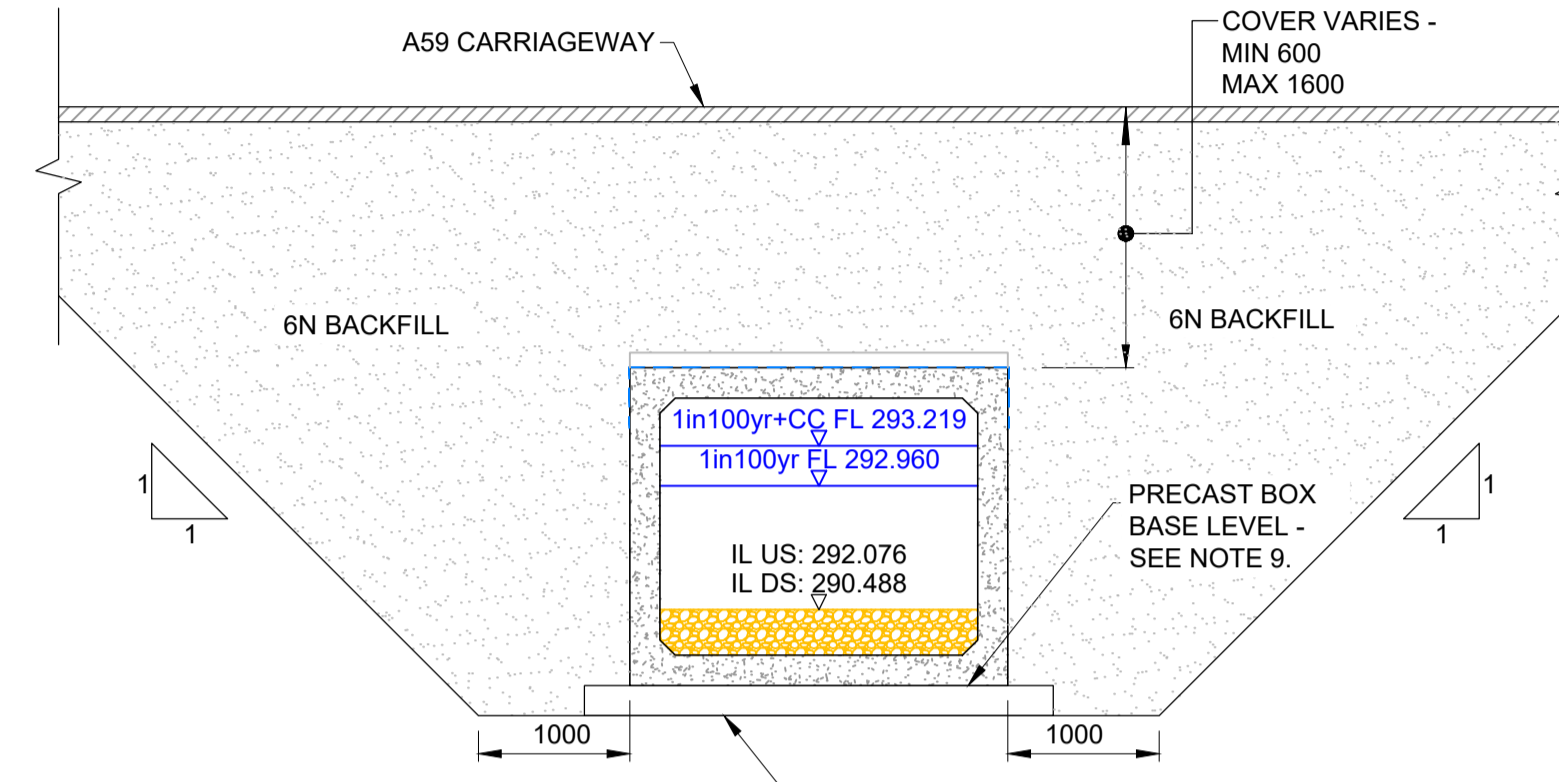 A59 CARRIAGEWAY
COVER VARIES -
MIN 600
MAX 1600
6N BACKFILL
6N BACKFILL
1in100yr+CC FL 293.219
1in100yr FL 292.960
1
1
1
1
PRECAST BOX
BASE LEVEL -
SEE NOTE 9.
IL US: 292.076
IL DS: 290.488
1000
1000